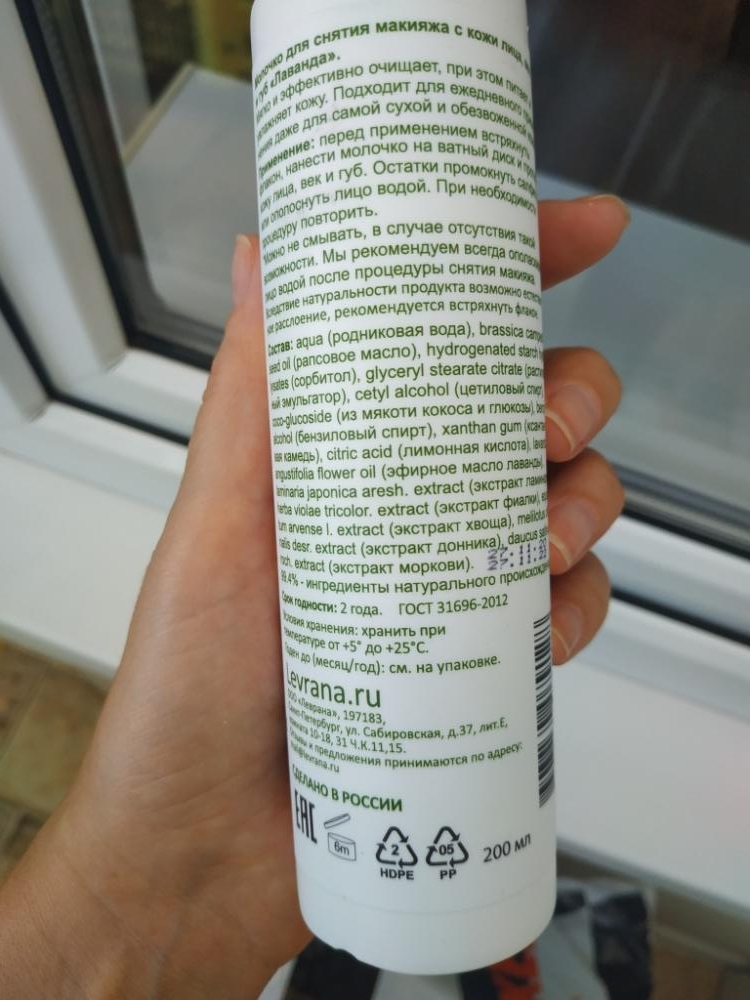 для снятия макияжа с кожи лица,
и губ «Лаванда».
и эффективно очищает, при этом
кожу. Подходит для ежедневного
даже для самой сухой и обезвоженной
Применение: перед применением встряхнуть
нанести молочко на ватный диск и
кожу лица, век и губ. Остатки промокнуть
ополоснуть лицо водой. При необходимости
процедуру повторить.
Можно не смывать, в случае отсутствия такой
возможности. Мы рекомендуем всегда
водой после процедуры снятия макияжа.
Вследствие натуральности продукта возможно
расслоение, рекомендуется встряхнуть флакон.
Состав: aqua (родниковая вода), brassica
seed oil (рапсовое масло), hydrogenated starch
(сорбитол), glyceryl stearate citrate
эмульгатор), cetyl alcohol (цетиловый спирт),
coco-glucoside (из мякоти кокоса и глюкозы),
alcohol (бензиловый спирт), xanthan gum
камедь), citric acid (лимонная кислота),
angustifolia flower oil (эфирное масло лаванды),
laminaria japonica aresh. extract (экстракт
herba violae tricolor. extract (экстракт фиалки),
arvense l. extract (экстракт хвоща),
desr. extract (экстракт донника), daucus
extract (экстракт моркови).
99.4% - ингредиенты натурального
Срок годности: 2 года. ГОСТ 31696-2012
Условия хранения: хранить при
температуре от +5° до +25°C.
Годен до (месяц/год): см. на упаковке.
Levrana.ru
ООО «Леврана», 197183,
Санкт-Петербург, ул. Сабировская, д.37, лит.Е,
комната 10-18, 31 Ч.К.11,15.
Отзывы и предложения принимаются по адресу:
СДЕЛАНО В РОССИИ
EAC
6m
2
HDPE
05
PP
200 мл